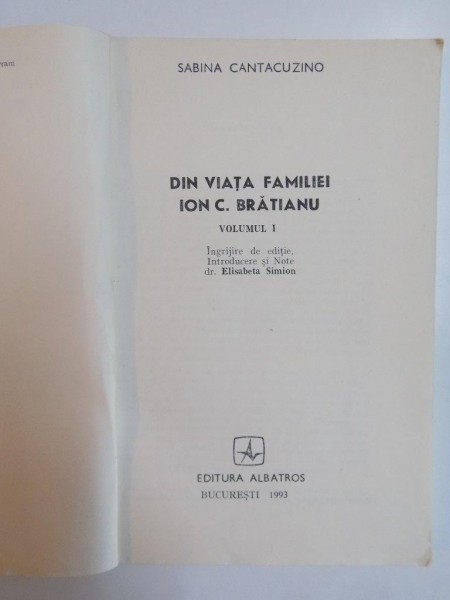 SABINA CANTACUZINO
DIN VIAȚA FAMILIEI
ION C. BRĂTIANU
VOLUMUL I
Îngrijire de ediție,
Introducere și Note
dr. Elisabeta Simion
EDITURA ALBATROS
BUCUREȘTI 1993